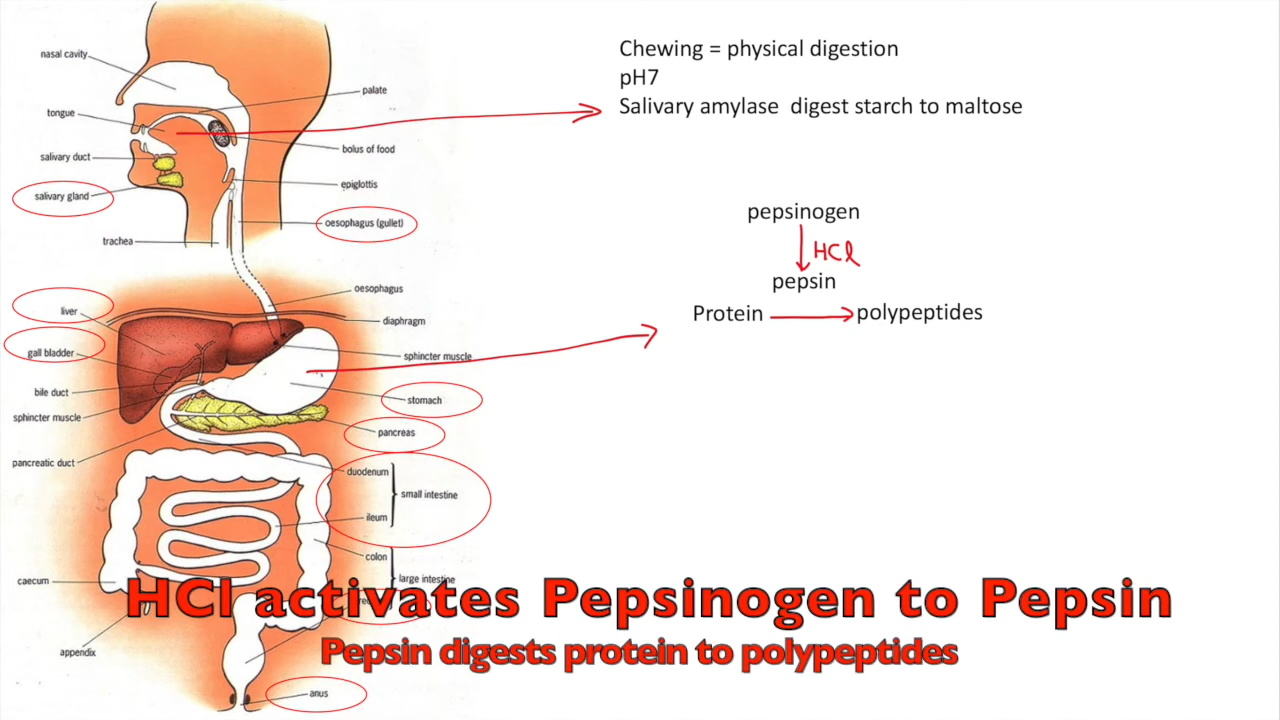 nasal cavity
palate
tongue
bolus of food
salivary duct
epiglottis
salivary gland
oesophagus (gullet)
trachea
oesophagus
liver
diaphragm
gall bladder
sphincter muscle
bile duct
stomach
sphincter muscle
pancreas
pancreatic duct
duodenum
small intestine
ileum
colon
large intestine
caecum
appendix
anus
Chewing = physical digestion
pH7
Salivary amylase digest starch to maltose
pepsinogen
HCl
pepsin
Protein polypeptides
HCl activates Pepsinogen to Pepsin
Pepsin digests protein to polypeptides